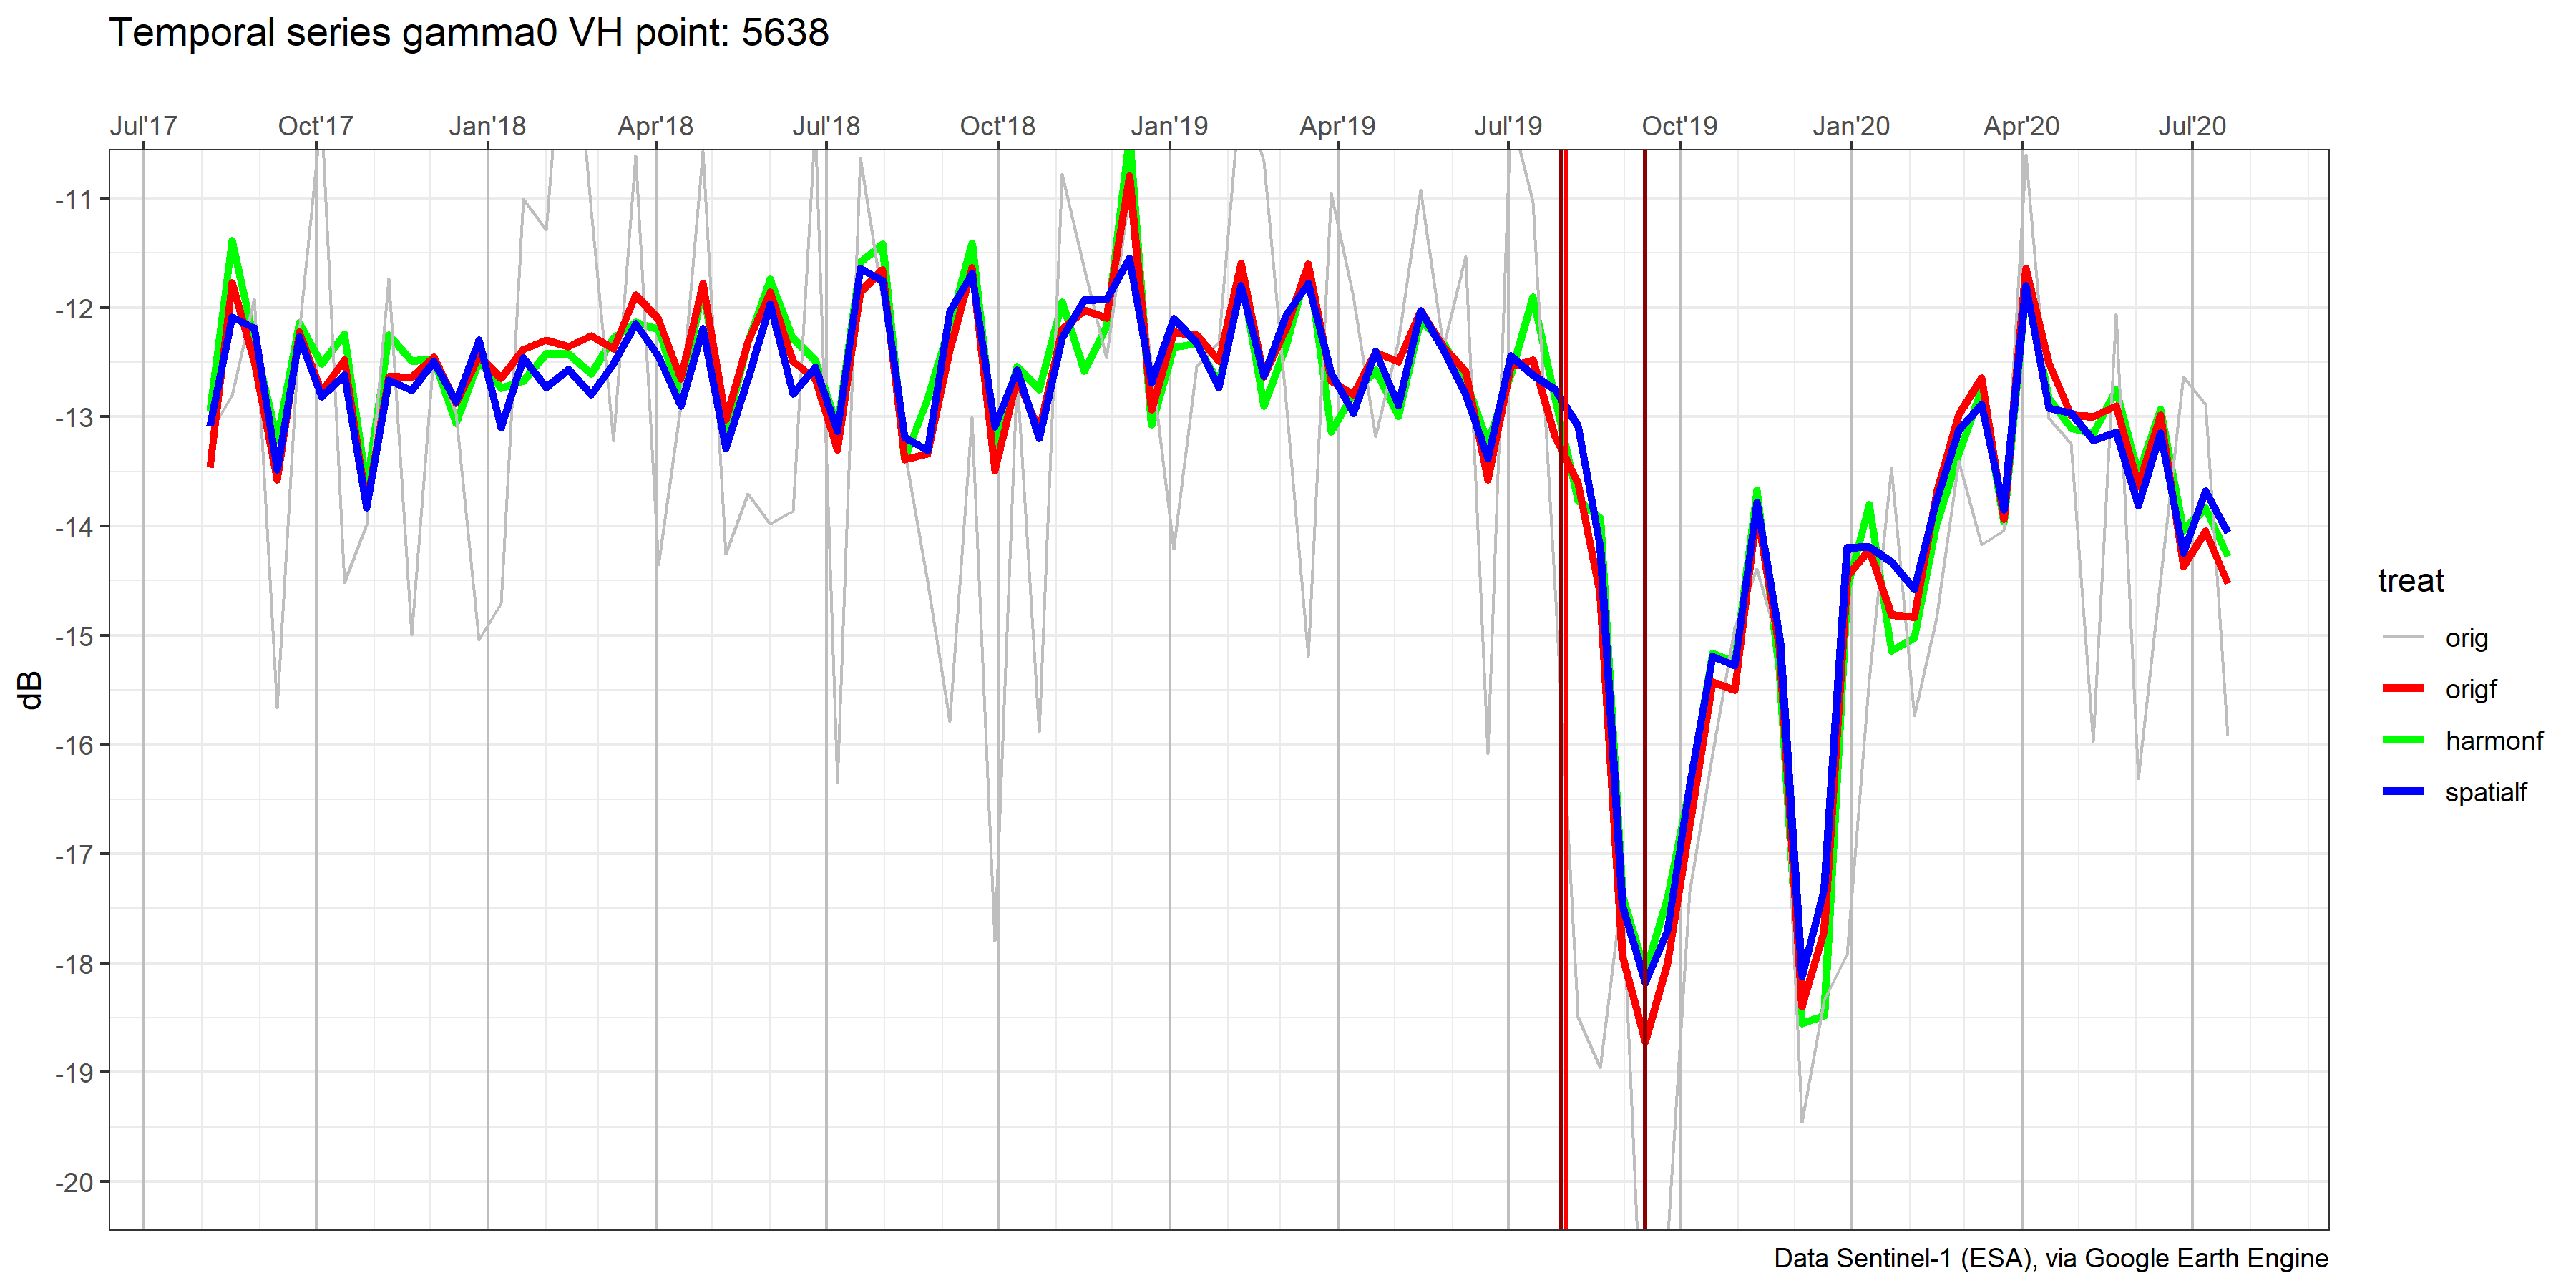 Temporal series gamma0 VH point: 5638
Jul'17 Oct'17 Jan'18 Apr'18 Jul'18 Oct'18 Jan'19 Apr'19 Jul'19 Oct'19 Jan'20 Apr'20 Jul'20
-11
-12
-13
-14
-15
-16
-17
-18
-19
-20
dB
treat
orig
origf
harmonf
spatialf
Data Sentinel-1 (ESA), via Google Earth Engine